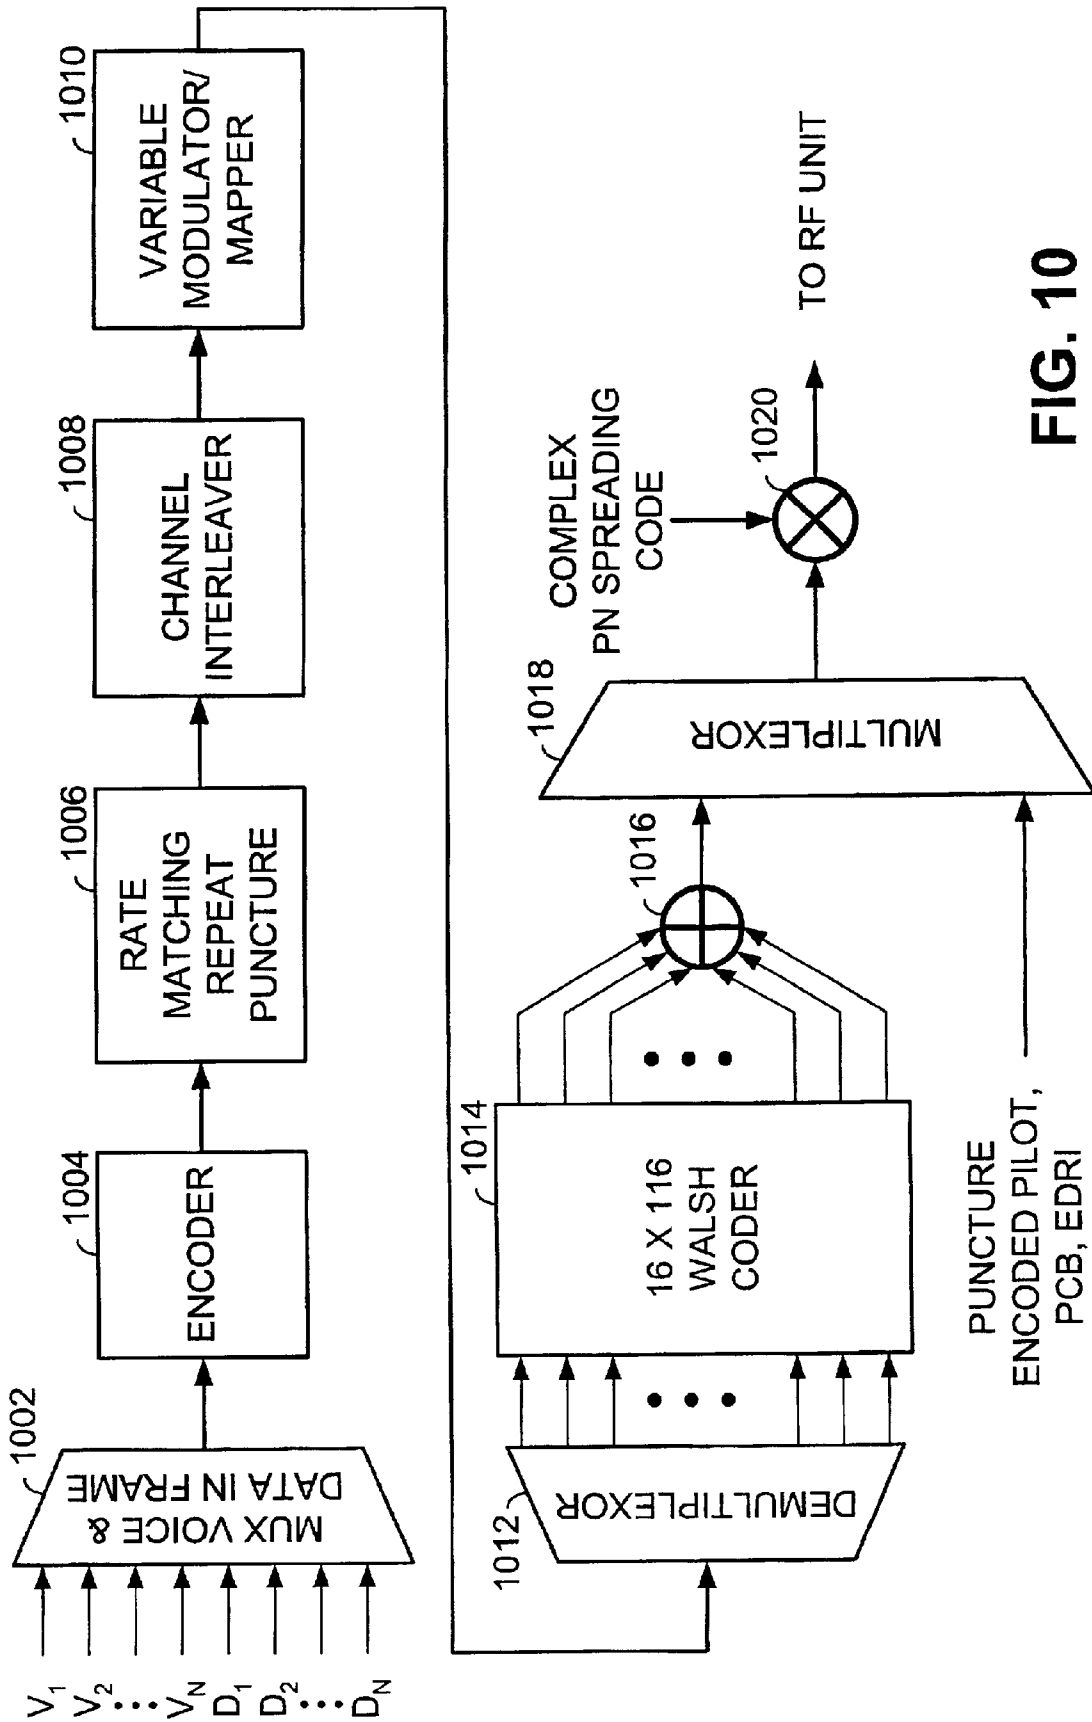 V1
V2
VN
D1
D2
DN
1002
MUX VOICE &
DATA IN FRAME
1004
ENCODER
1006
RATE
MATCHING
REPEAT
PUNCTURE
1008
CHANNEL
INTERLEAVER
1010
VARIABLE
MODULATOR/
MAPPER
1012
DEMULTIPLEXOR
1014
16 X 116
WALSH
CODER
1016
PUNCTURE
ENCODED PILOT,
PCB, EDRI
1018
MULTIPLEXOR
COMPLEX
PN SPREADING
CODE
1020
TO RF UNIT
FIG. 10